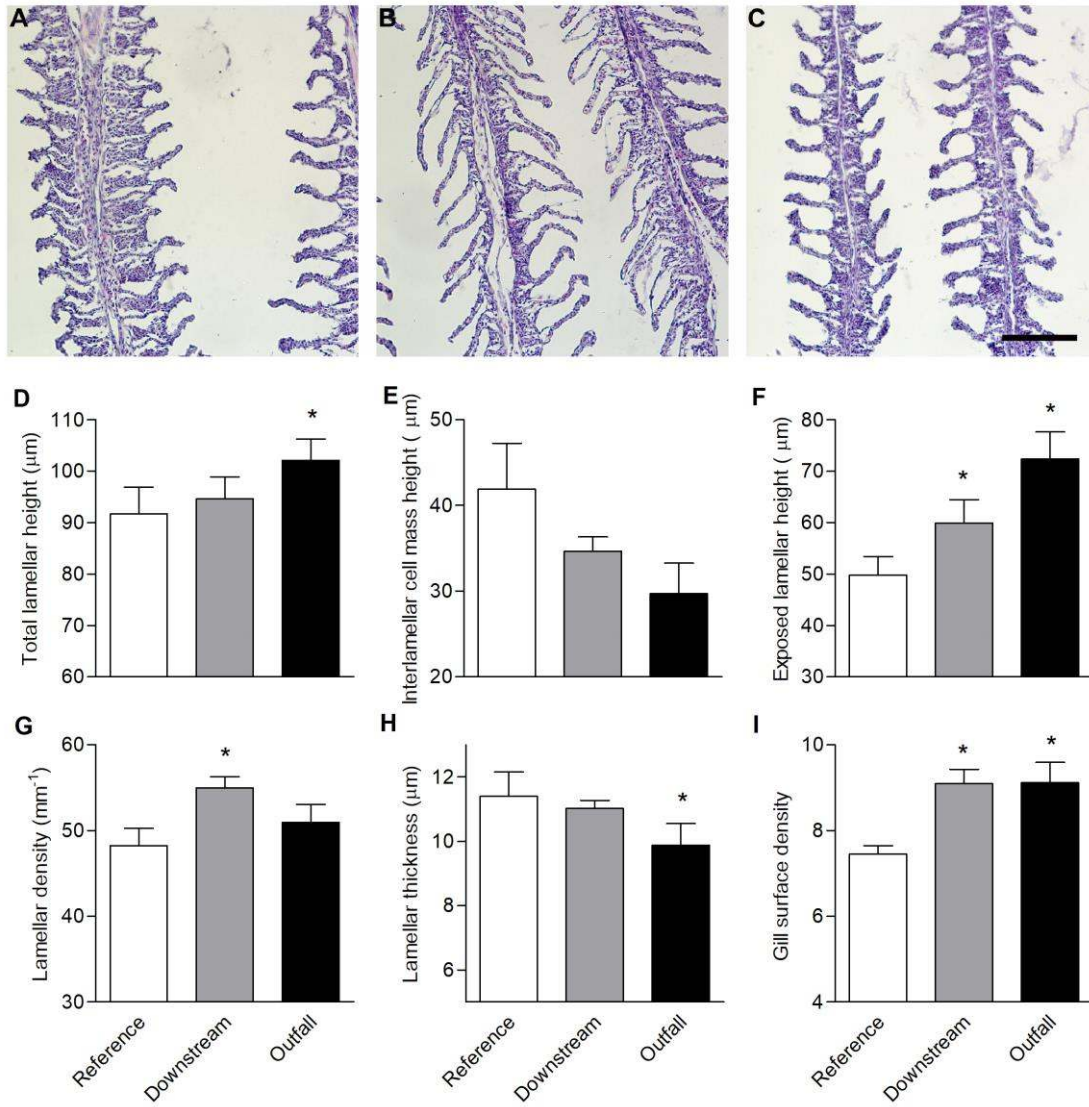 A B C
D E F
110
100
90
80
70
60
Total lamellar height (μm)
50
40
30
20
Interlamellar cell mass height ( μm)
80
70
60
50
40
30
Exposed lamellar height ( μm)
*
* *
G H I
60
50
40
30
Lamellar density (mm-1)
12
10
8
6
Lamellar thickness (μm)
10
8
6
4
Gill surface density
*
*
* *
Reference Downstream Outfall
Reference Downstream Outfall
Reference Downstream Outfall